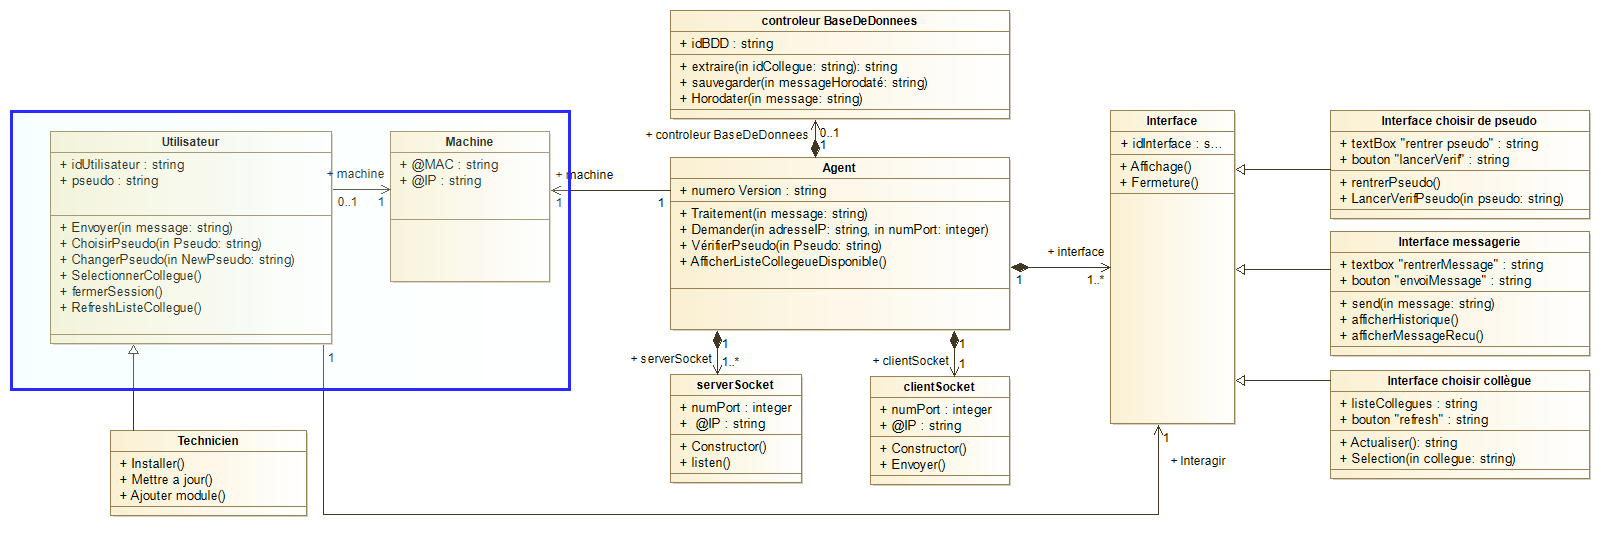 controleur BaseDeDonnees
+ idBDD : string
+ extraire(in idCollegue: string): string
+ sauvegarder(in messageHorodaté: string)
+ Horodater(in message: string)
+ controleur BaseDeDonnees
0..1
1
Utilisateur
+ idUtilisateur : string
+ pseudo : string
+ Envoyer(in message: string)
+ ChoisirPseudo(in Pseudo: string)
+ ChangerPseudo(in NewPseudo: string)
+ SelectionnerCollegue()
+ fermerSession()
+ RefreshListeCollegue()
+ machine
0..1
1
Machine
+ @MAC : string
+ @IP : string
+ machine
1
1
Agent
+ numero Version : string
+ Traitement(in message: string)
+ Demander(in adresseIP: string, in numPort: integer)
+ VérifierPseudo(in Pseudo: string)
+ AfficherListeCollegeueDisponible()
+ interface
1
1..*
Interface
+ idInterface : s...
+ Affichage()
+ Fermeture()
Interface choisir de pseudo
+ textBox "rentrer pseudo" : string
+ bouton "lancerVerif" : string
+ rentrerPseudo()
+ LancerVerifPseudo(in pseudo: string)
Interface messagerie
+ textbox "rentrerMessage" : string
+ bouton "envoiMessage" : string
+ send(in message: string)
+ afficherHistorique()
+ afficherMessageRecu()
Interface choisir collègue
+ listeCollegues : string
+ bouton "refresh" : string
+ Actualiser(): string
+ Selection(in collegue: string)
1
+ serverSocket
1
1..*
serverSocket
+ numPort : integer
+ @IP : string
+ Constructor()
+ listen()
+ clientSocket
1
1
clientSocket
+ numPort : integer
+ @IP : string
+ Constructor()
+ Envoyer()
Technicien
+ Installer()
+ Mettre a jour()
+ Ajouter module()
1
+ Interagir